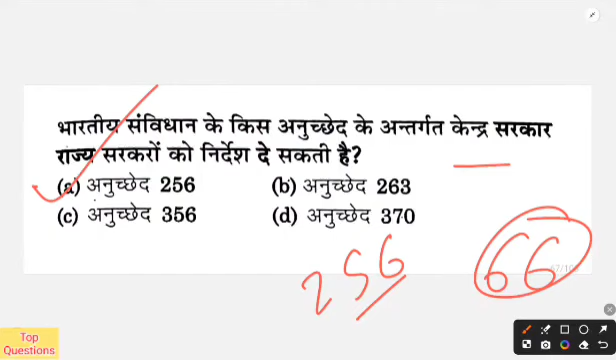 भारतीय संविधान के किस अनुच्छेद के अन्तर्गत केन्द्र सरकार
राज्य सरकरों को निर्देश दे सकती है?
(a) अनुच्छेद 256 (b) अनुच्छेद 263
(c) अनुच्छेद 356 (d) अनुच्छेद 370
256 66
Top
Questions